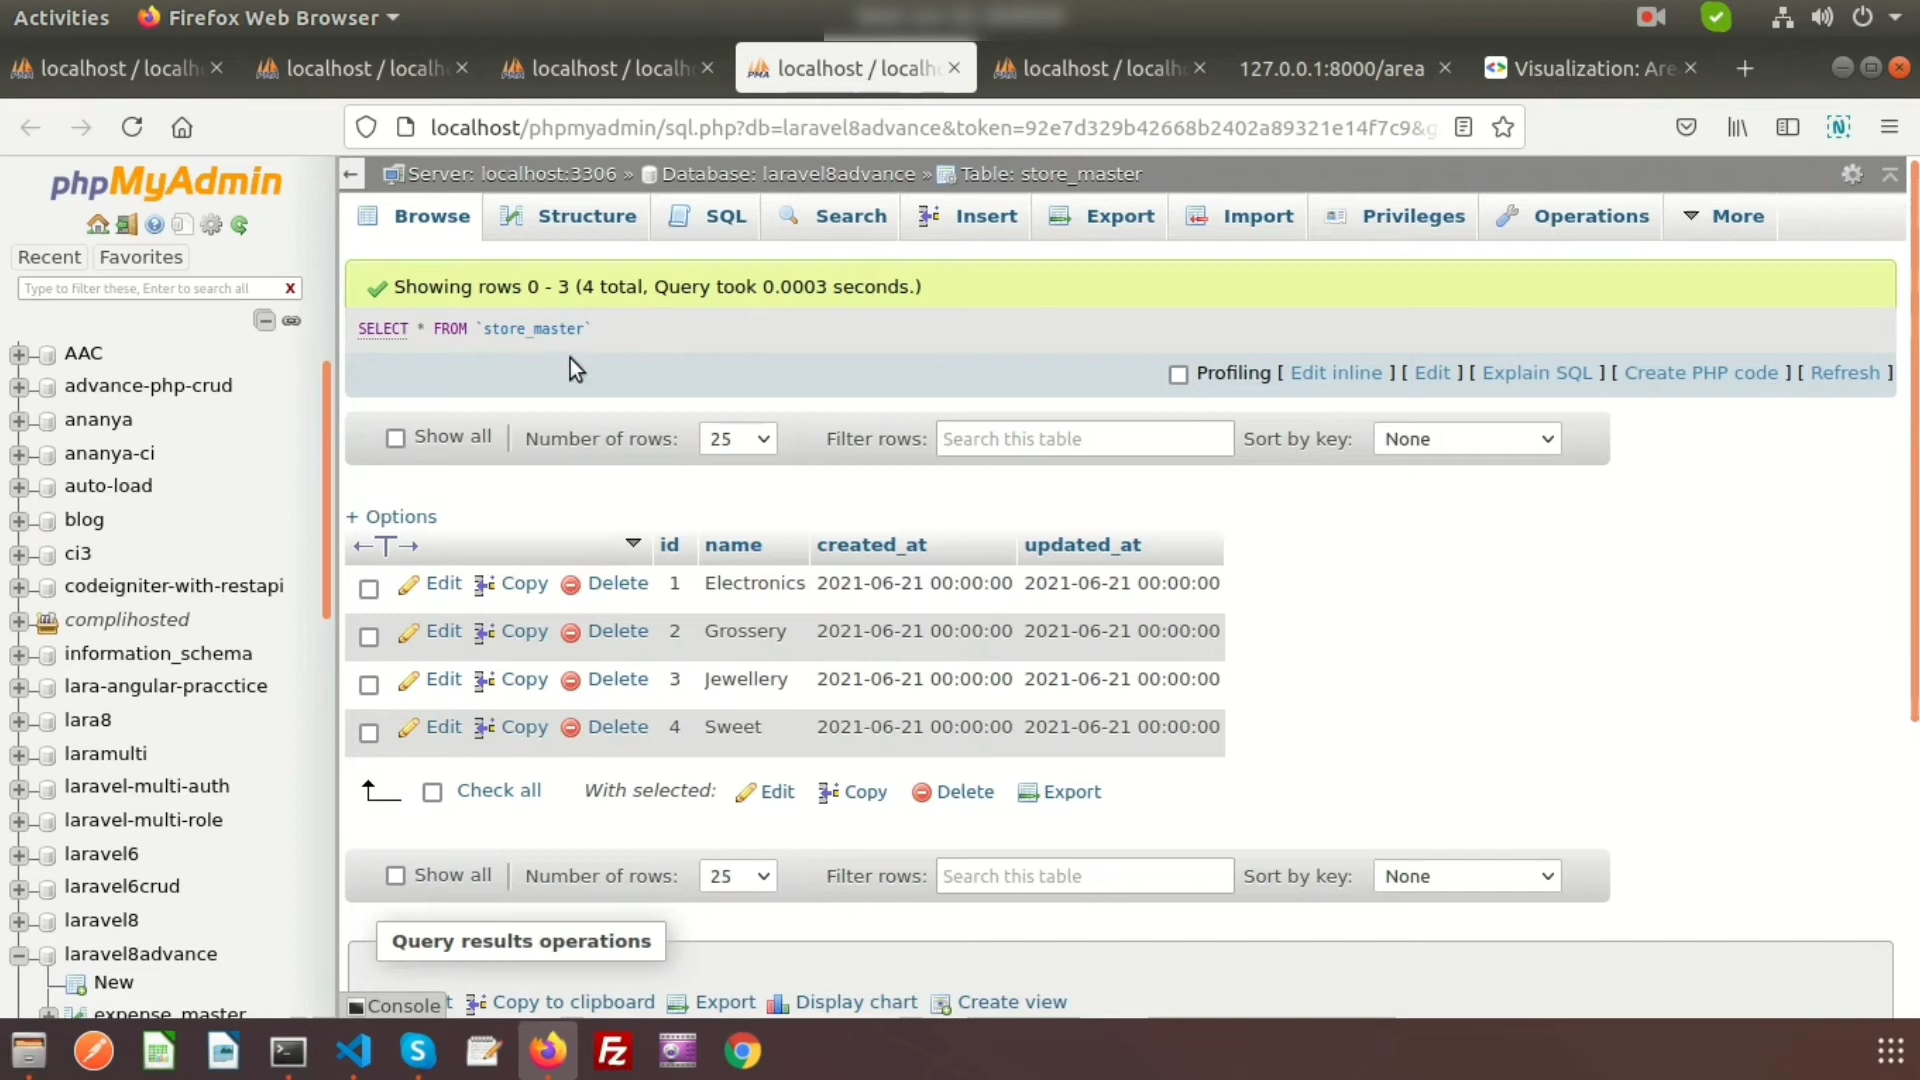 Activities Firefox Web Browser
localhost / localh localhost / localh localhost / localh localhost / localh localhost / localh 127.0.0.1:8000/area Visualization: Are
localhost/phpmyadmin/sql.php?db=laravel8advance&token=92e7d329b42668b2402a89321e14f7c9&g
phpMyAdmin
Server: localhost:3306 » Database: laravel8advance » Table: store_master
Browse Structure SQL Search Insert Export Import Privileges Operations More
Recent Favorites
Type to filter these, Enter to search all X
Showing rows 0 - 3 (4 total, Query took 0.0003 seconds.)
SELECT * FROM `store_master`
Profiling [ Edit inline ] [ Edit ] [ Explain SQL ] [ Create PHP code ] [ Refresh ]
Show all Number of rows: 25 Filter rows: Search this table Sort by key: None
+ Options
id name created_at updated_at
Edit Copy Delete 1 Electronics 2021-06-21 00:00:00 2021-06-21 00:00:00
Edit Copy Delete 2 Grossery 2021-06-21 00:00:00 2021-06-21 00:00:00
Edit Copy Delete 3 Jewellery 2021-06-21 00:00:00 2021-06-21 00:00:00
Edit Copy Delete 4 Sweet 2021-06-21 00:00:00 2021-06-21 00:00:00
Check all With selected: Edit Copy Delete Export
Show all Number of rows: 25 Filter rows: Search this table Sort by key: None
Query results operations
Console t Copy to clipboard Export Display chart Create view
AAC
advance-php-crud
ananya
ananya-ci
auto-load
blog
ci3
codeigniter-with-restapi
complihosted
information_schema
lara-angular-pracctice
lara8
laramulti
laravel-multi-auth
laravel-multi-role
laravel6
laravel6crud
laravel8
laravel8advance
New
expense_master